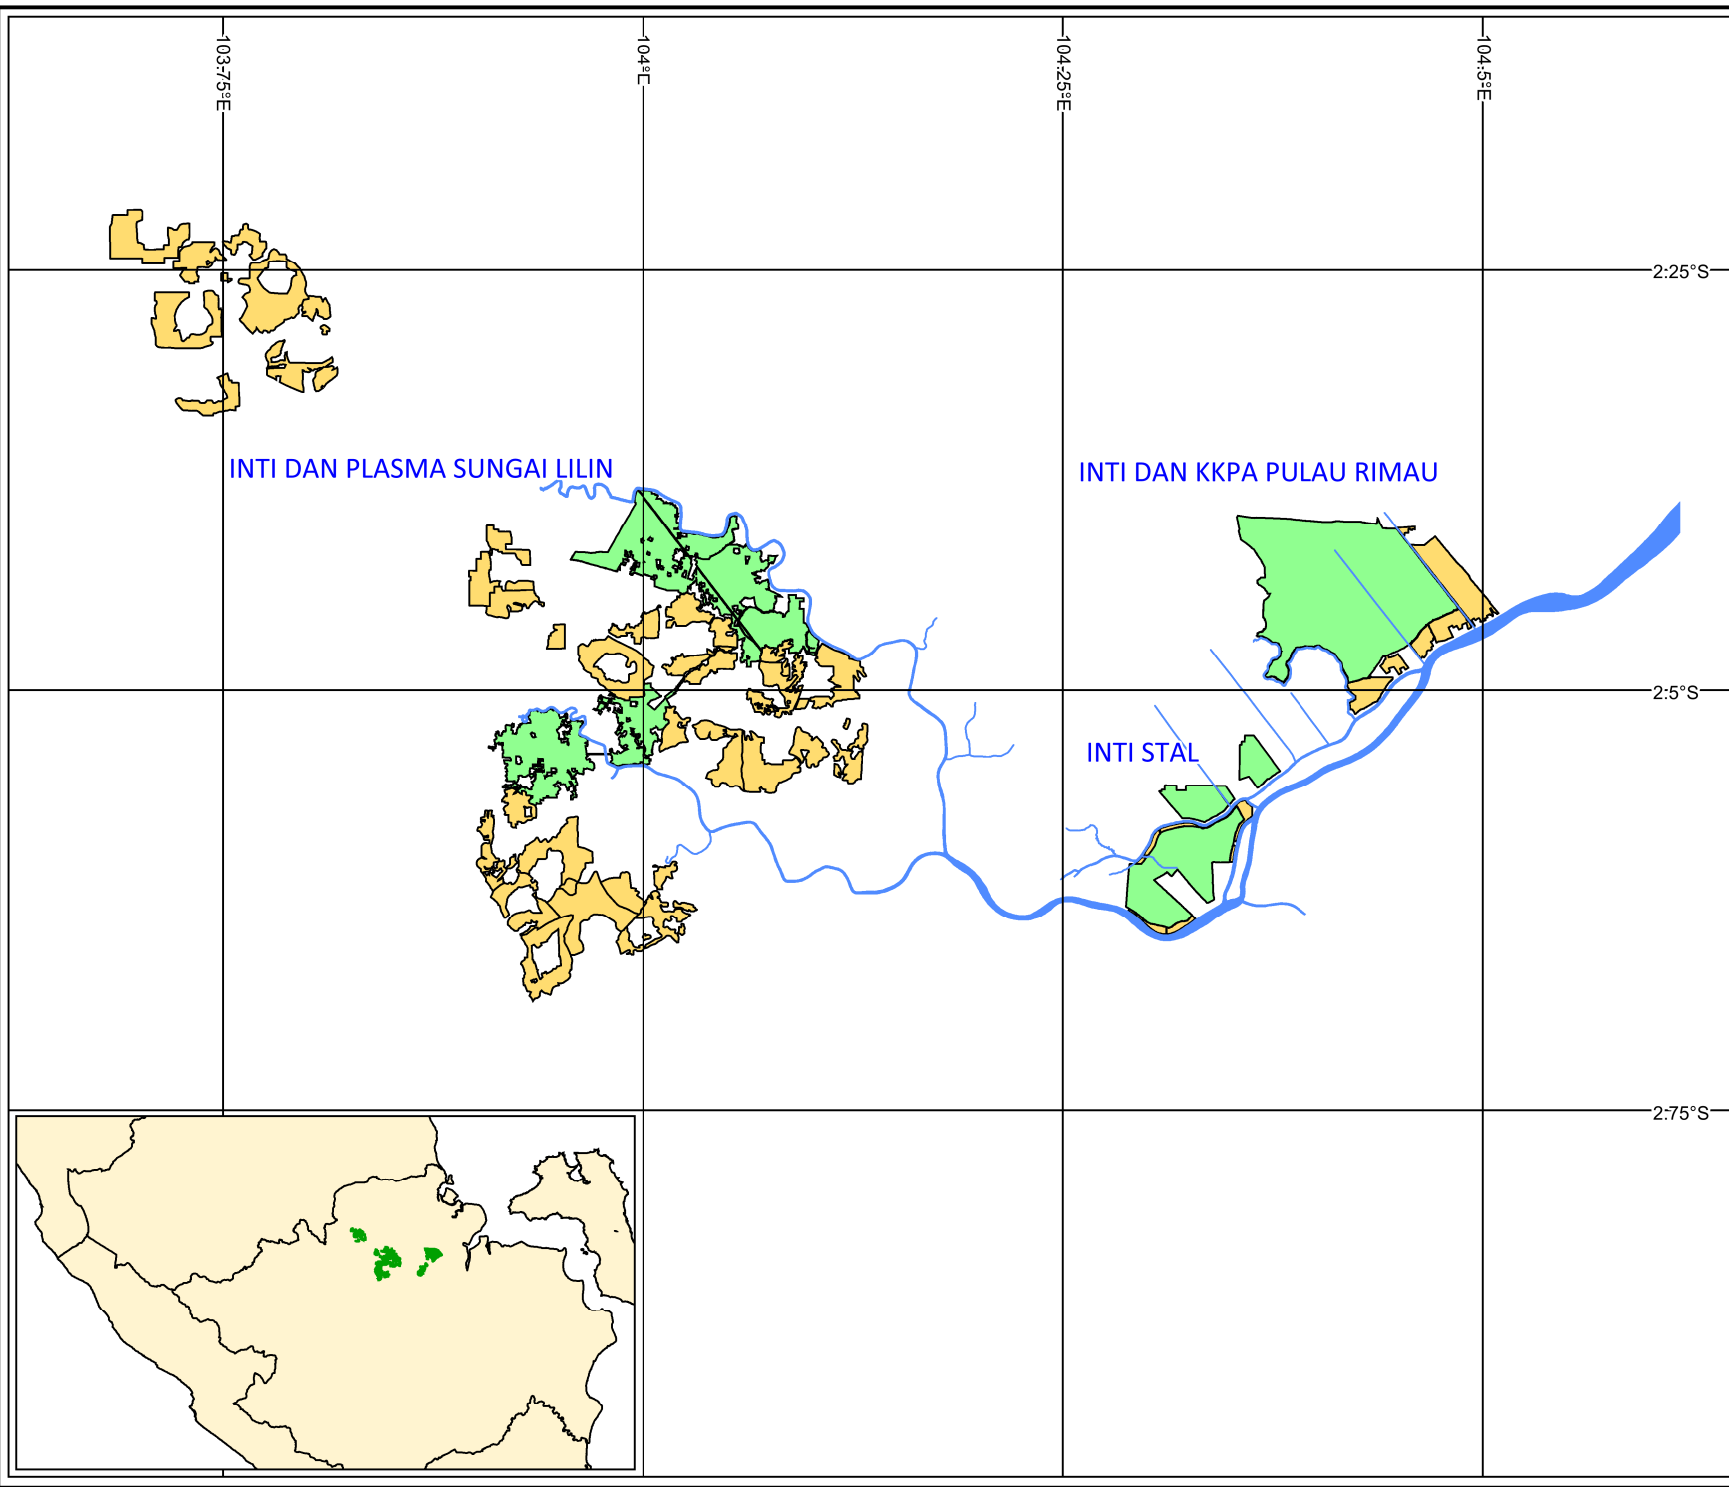 103:75°E
104°E
104:25°E
104:5°E
2:25°S
INTI DAN PLASMA SUNGAI LILIN
INTI DAN KKPA PULAU RIMAU
2:5°S
INTI STAL
2:75°S